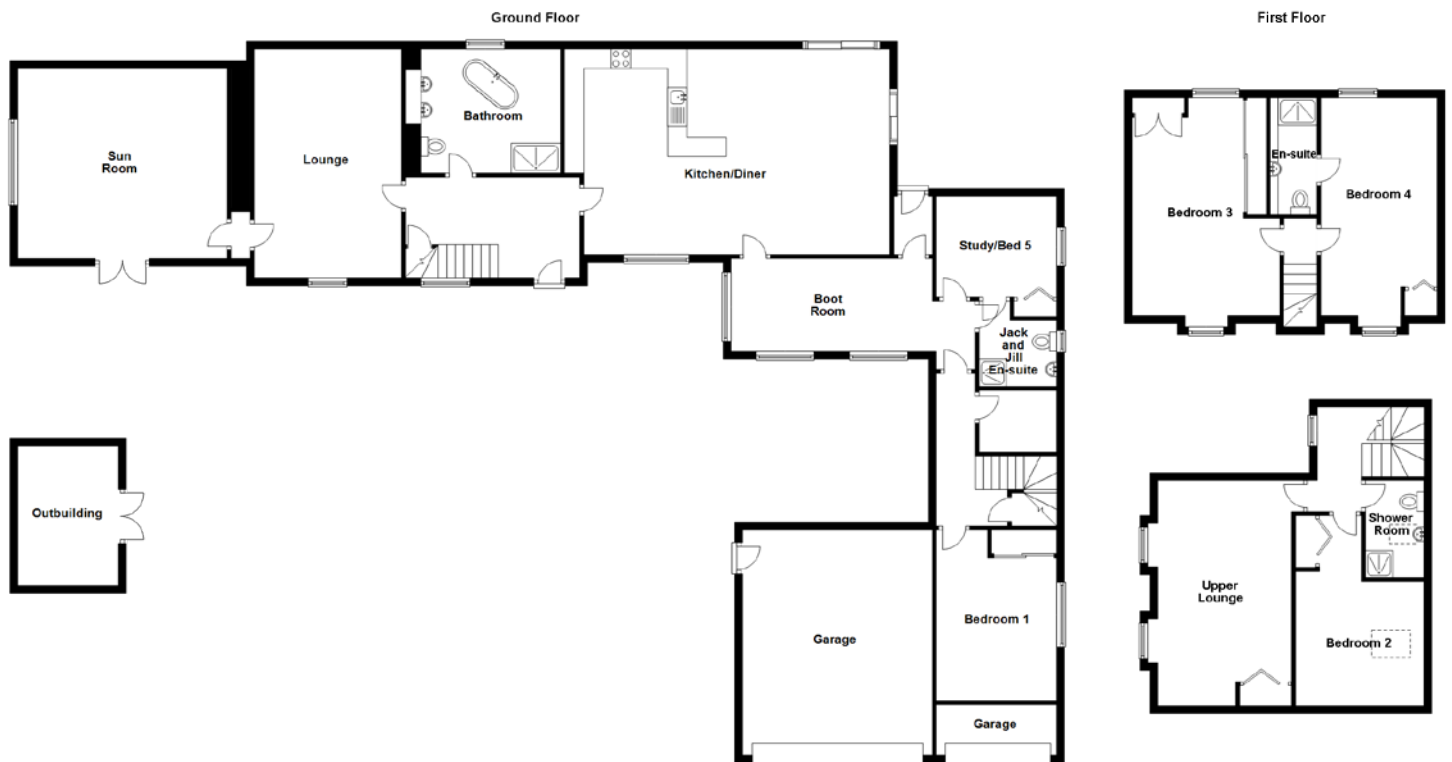 Ground Floor
First Floor
Sun
Room
Lounge
Bathroom
Kitchen/Diner
Study/Bed 5
Boot
Room
Jack
and
Jill
En-suite
Outbuilding
Garage
Bedroom 1
Garage
Bedroom 3
En-suite
Bedroom 4
Shower
Room
Upper
Lounge
Bedroom 2